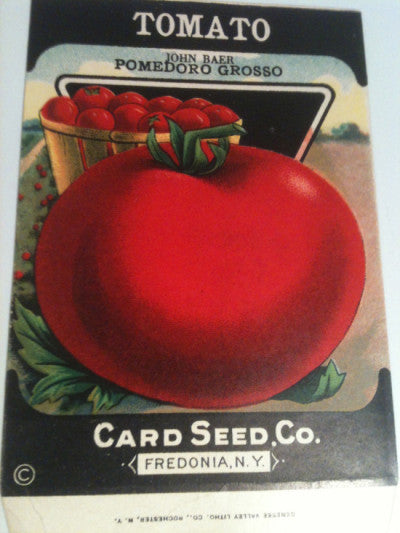 TOMATO
JOHN BAER
POMEDORO GROSSO
CARD SEED. CO.
FREDONIA, N.Y.
©
GENESEE VALLEY LITHO. CO., ROCHESTER, N. Y.